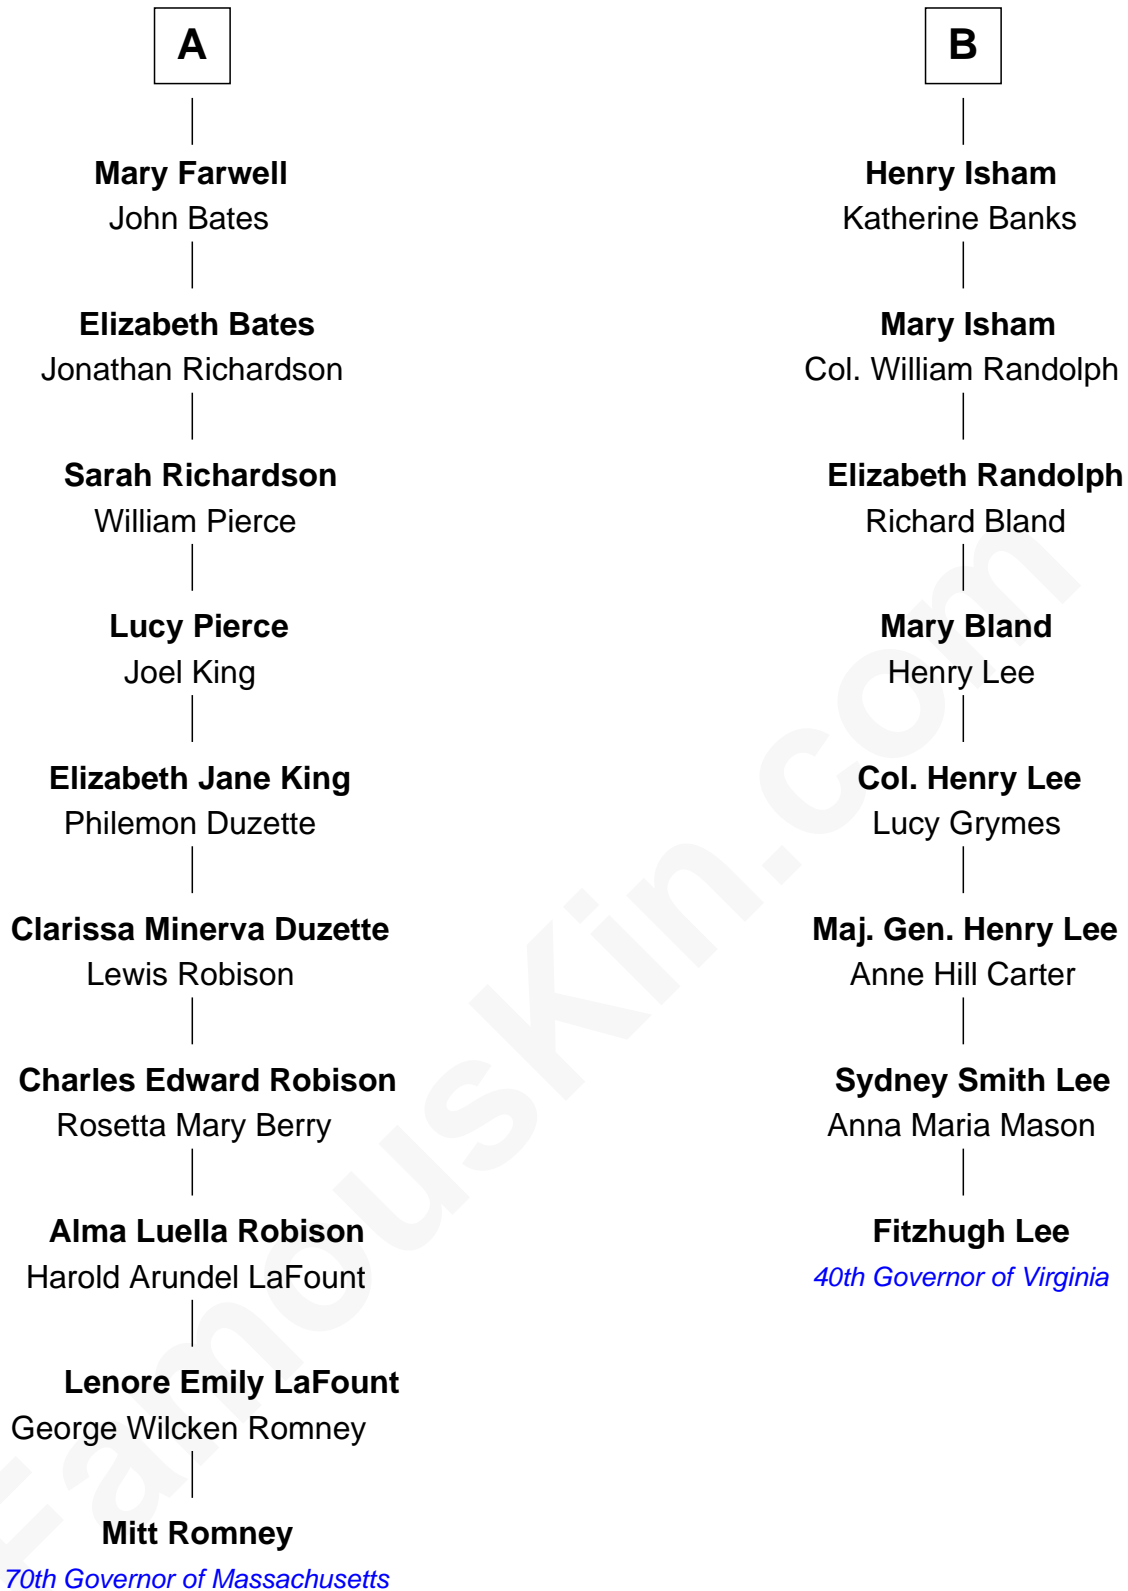 A
Mary Farwell
John Bates
Elizabeth Bates
Jonathan Richardson
Sarah Richardson
William Pierce
Lucy Pierce
Joel King
Elizabeth Jane King
Philemon Duzette
Clarissa Minerva Duzette
Lewis Robison
Charles Edward Robison
Rosetta Mary Berry
Alma Luella Robison
Harold Arundel LaFount
Lenore Emily LaFount
George Wilcken Romney
Mitt Romney
70th Governor of Massachusetts
B
Henry Isham
Katherine Banks
Mary Isham
Col. William Randolph
Elizabeth Randolph
Richard Bland
Mary Bland
Henry Lee
Col. Henry Lee
Lucy Grymes
Maj. Gen. Henry Lee
Anne Hill Carter
Sydney Smith Lee
Anna Maria Mason
Fitzhugh Lee
40th Governor of Virginia
FamousKin.com